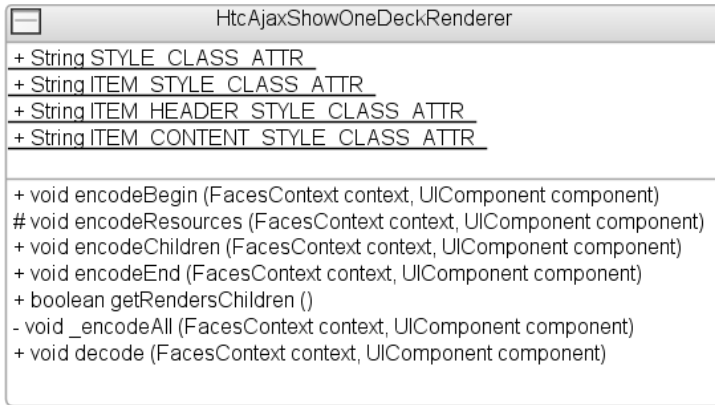 HtcAjaxShowOneDeckRenderer
+ String STYLE_CLASS_ATTR
+ String ITEM_STYLE_CLASS_ATTR
+ String ITEM_HEADER_STYLE_CLASS_ATTR
+ String ITEM_CONTENT_STYLE_CLASS_ATTR
+ void encodeBegin (FacesContext context, UIComponent component)
# void encodeResources (FacesContext context, UIComponent component)
+ void encodeChildren (FacesContext context, UIComponent component)
+ void encodeEnd (FacesContext context, UIComponent component)
+ boolean getRendersChildren ()
- void _encodeAll (FacesContext context, UIComponent component)
+ void decode (FacesContext context, UIComponent component)